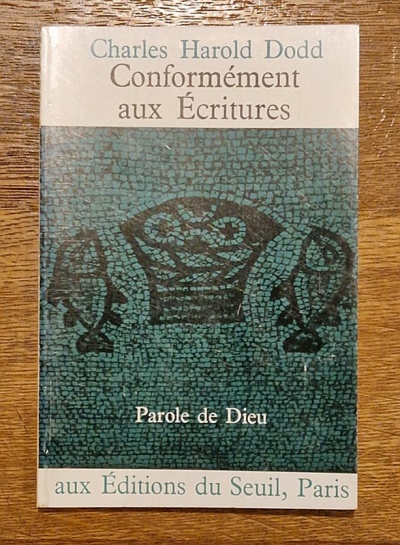 Charles Harold Dodd
Conformément
aux Écritures
Parole de Dieu
aux Éditions du Seuil, Paris